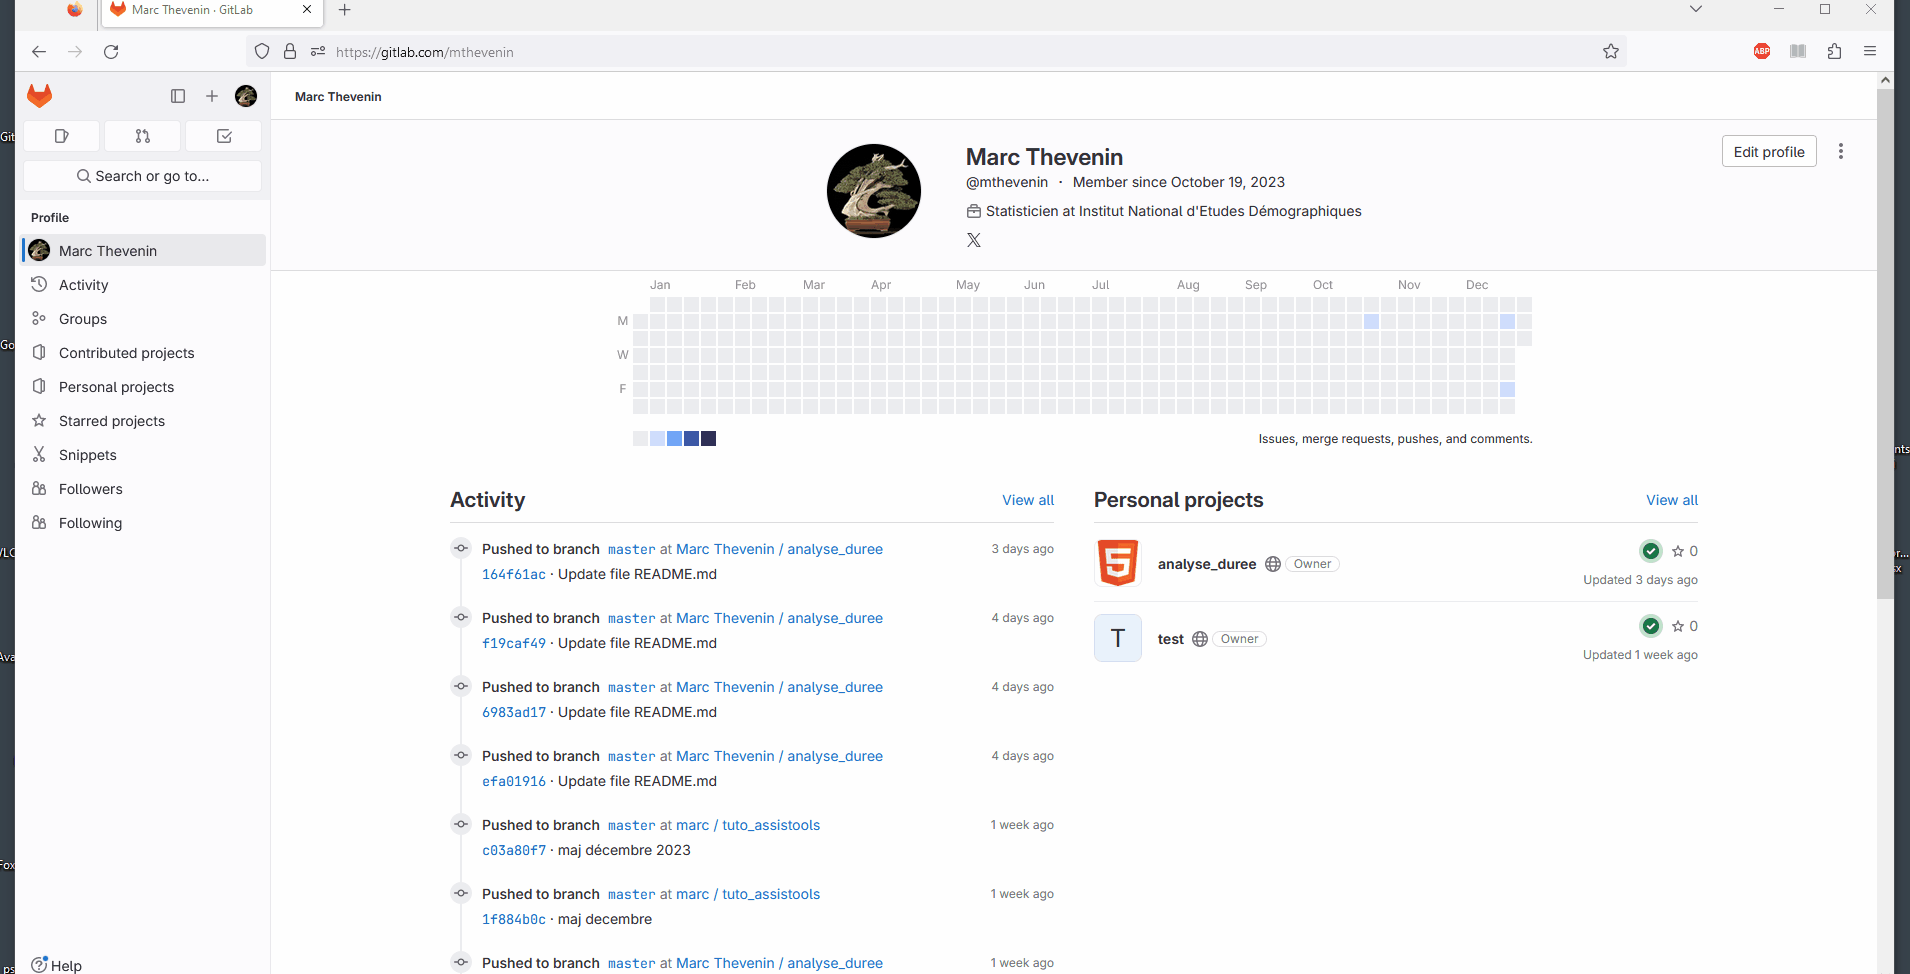 Marc Thevenin · GitLab
https://gitlab.com/mthevenin
ABP
Marc Thevenin
Search or go to...
Profile
Marc Thevenin
Activity
Groups
Contributed projects
Personal projects
Starred projects
Snippets
Followers
Following
Help
Marc Thevenin
@mthevenin · Member since October 19, 2023
Statisticien at Institut National d'Etudes Démographiques
Edit profile
Jan Feb Mar Apr May Jun Jul Aug Sep Oct Nov Dec
M
W
F
Issues, merge requests, pushes, and comments.
Activity View all
Pushed to branch master at Marc Thevenin / analyse_duree 3 days ago
164f61ac · Update file README.md
Pushed to branch master at Marc Thevenin / analyse_duree 4 days ago
f19caf49 · Update file README.md
Pushed to branch master at Marc Thevenin / analyse_duree 4 days ago
6983ad17 · Update file README.md
Pushed to branch master at Marc Thevenin / analyse_duree 4 days ago
efa01916 · Update file README.md
Pushed to branch master at marc / tuto_assistools 1 week ago
c03a80f7 · maj décembre 2023
Pushed to branch master at marc / tuto_assistools 1 week ago
1f884b0c · maj decembre
Pushed to branch master at Marc Thevenin / analyse_duree 1 week ago
Personal projects View all
analyse_duree Owner 0
Updated 3 days ago
T test Owner 0
Updated 1 week ago